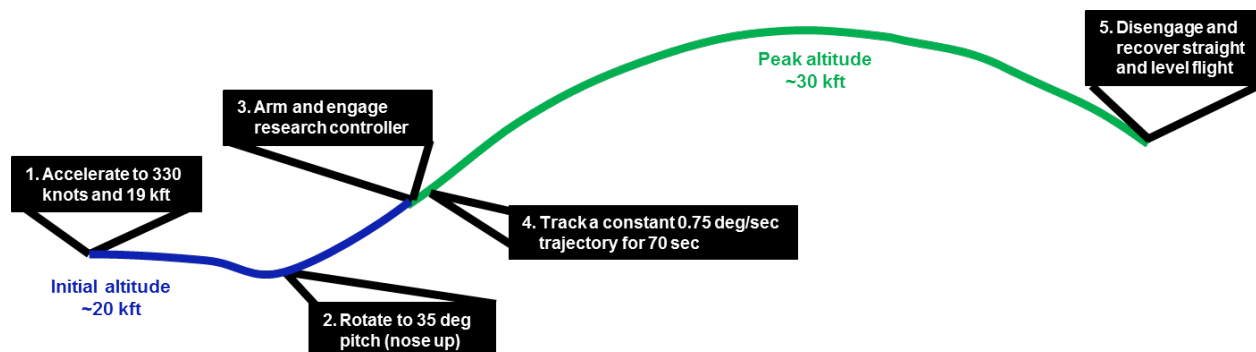 1. Accelerate to 330
knots and 19 kft
Initial altitude
~20 kft
2. Rotate to 35 deg
pitch (nose up)
3. Arm and engage
research controller
4. Track a constant 0.75 deg/sec
trajectory for 70 sec
Peak altitude
~30 kft
5. Disengage and
recover straight
and level flight